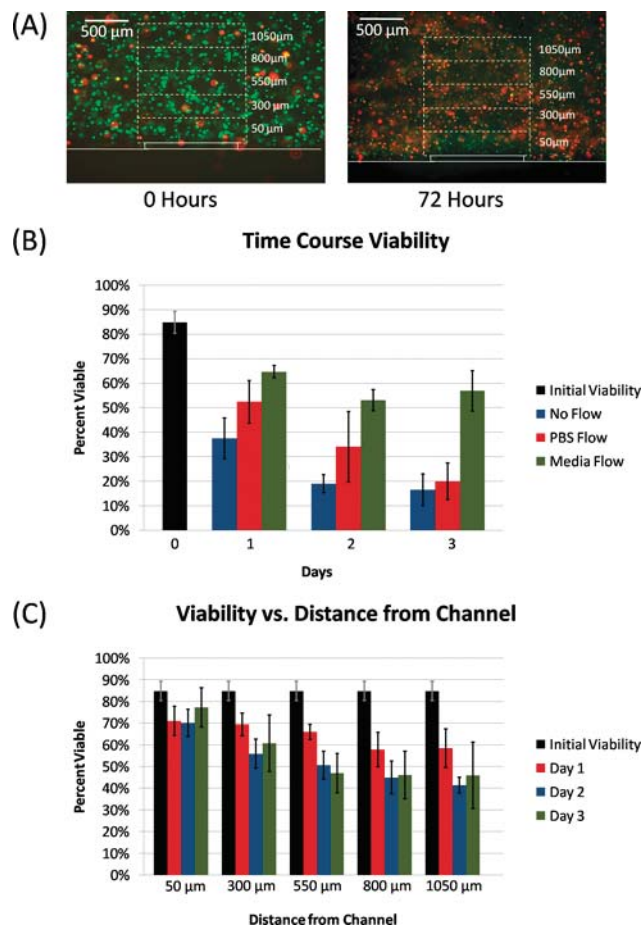 (A)
500 µm
1050µm
800µm
550µm
300 µm
50 µm
0 Hours
500 µm
1050µm
800µm
550µm
300µm
50µm
72 Hours
(B)
Time Course Viability
Percent Viable
100%
90%
80%
70%
60%
50%
40%
30%
20%
10%
0%
0
1
2
3
Days
Initial Viability
No Flow
PBS Flow
Media Flow
(C)
Viability vs. Distance from Channel
Percent Viable
100%
90%
80%
70%
60%
50%
40%
30%
20%
10%
0%
50 µm
300 µm
550 µm
800 µm
1050 µm
Distance from Channel
Initial Viability
Day 1
Day 2
Day 3